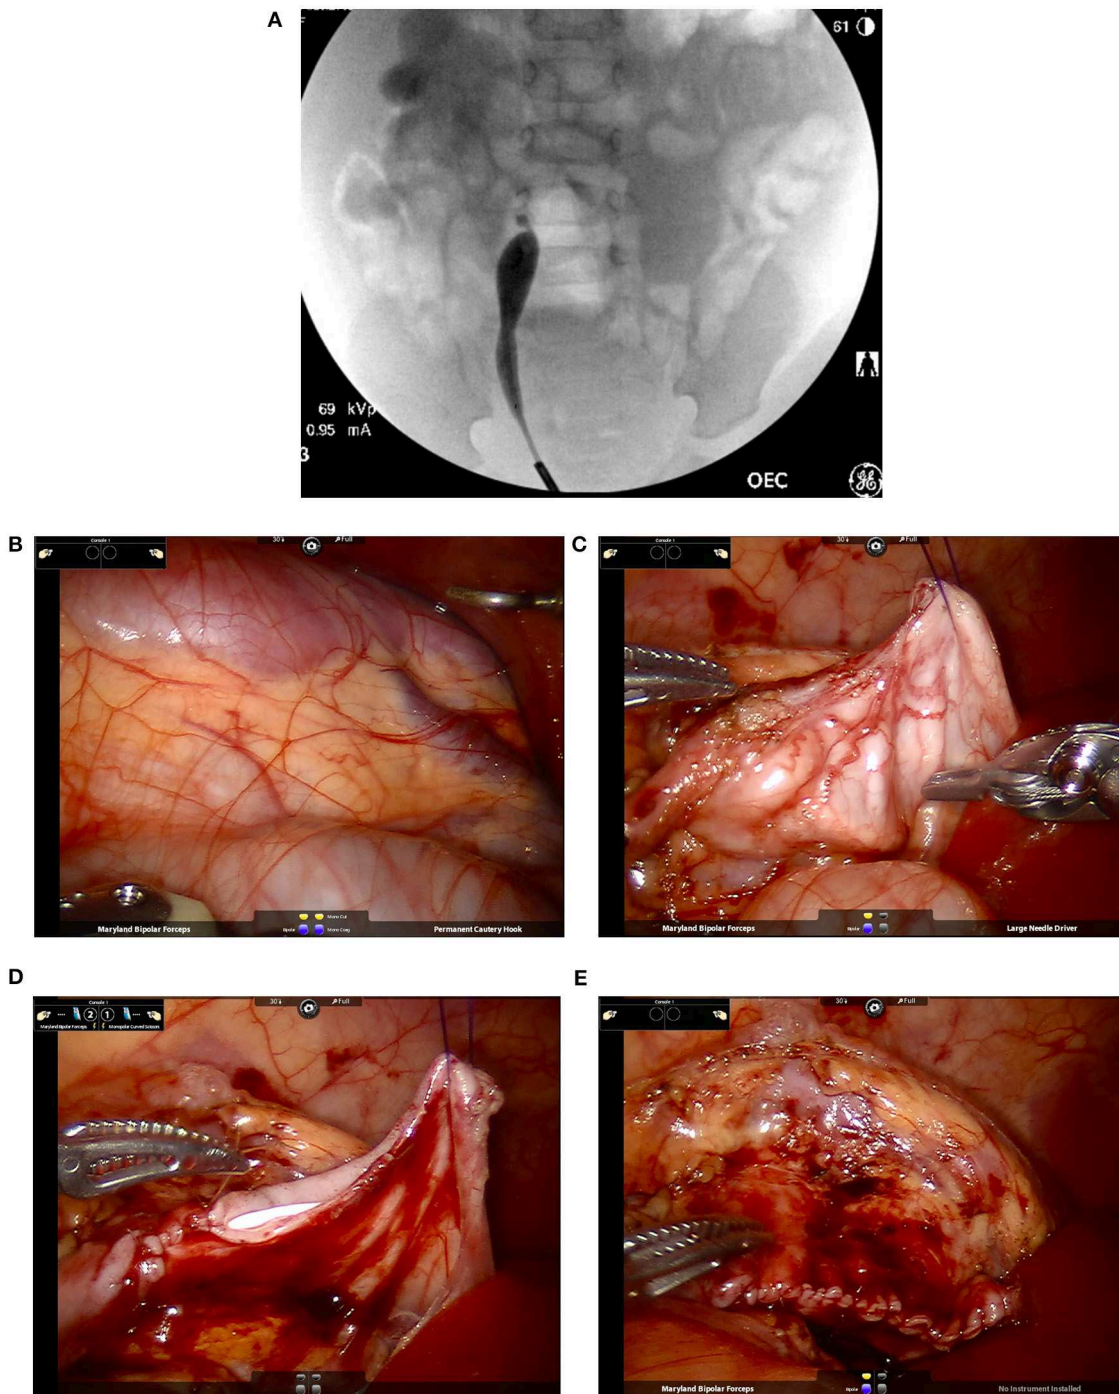 A
61
69 kVp
0.95 mA
3
OEC
GE
B
Console 1
30°
Full
Mono Cut
Bipolar
Mono Coag
Maryland Bipolar Forceps
Permanent Cautery Hook
C
Console 1
30°
Full
Bipolar
Maryland Bipolar Forceps
Large Needle Driver
D
Console 1
2 1
Maryland Bipolar Forceps
Monopolar Curved Scissors
30°
Full
E
Console 1
30°
Full
Bipolar
Maryland Bipolar Forceps
No Instrument Installed